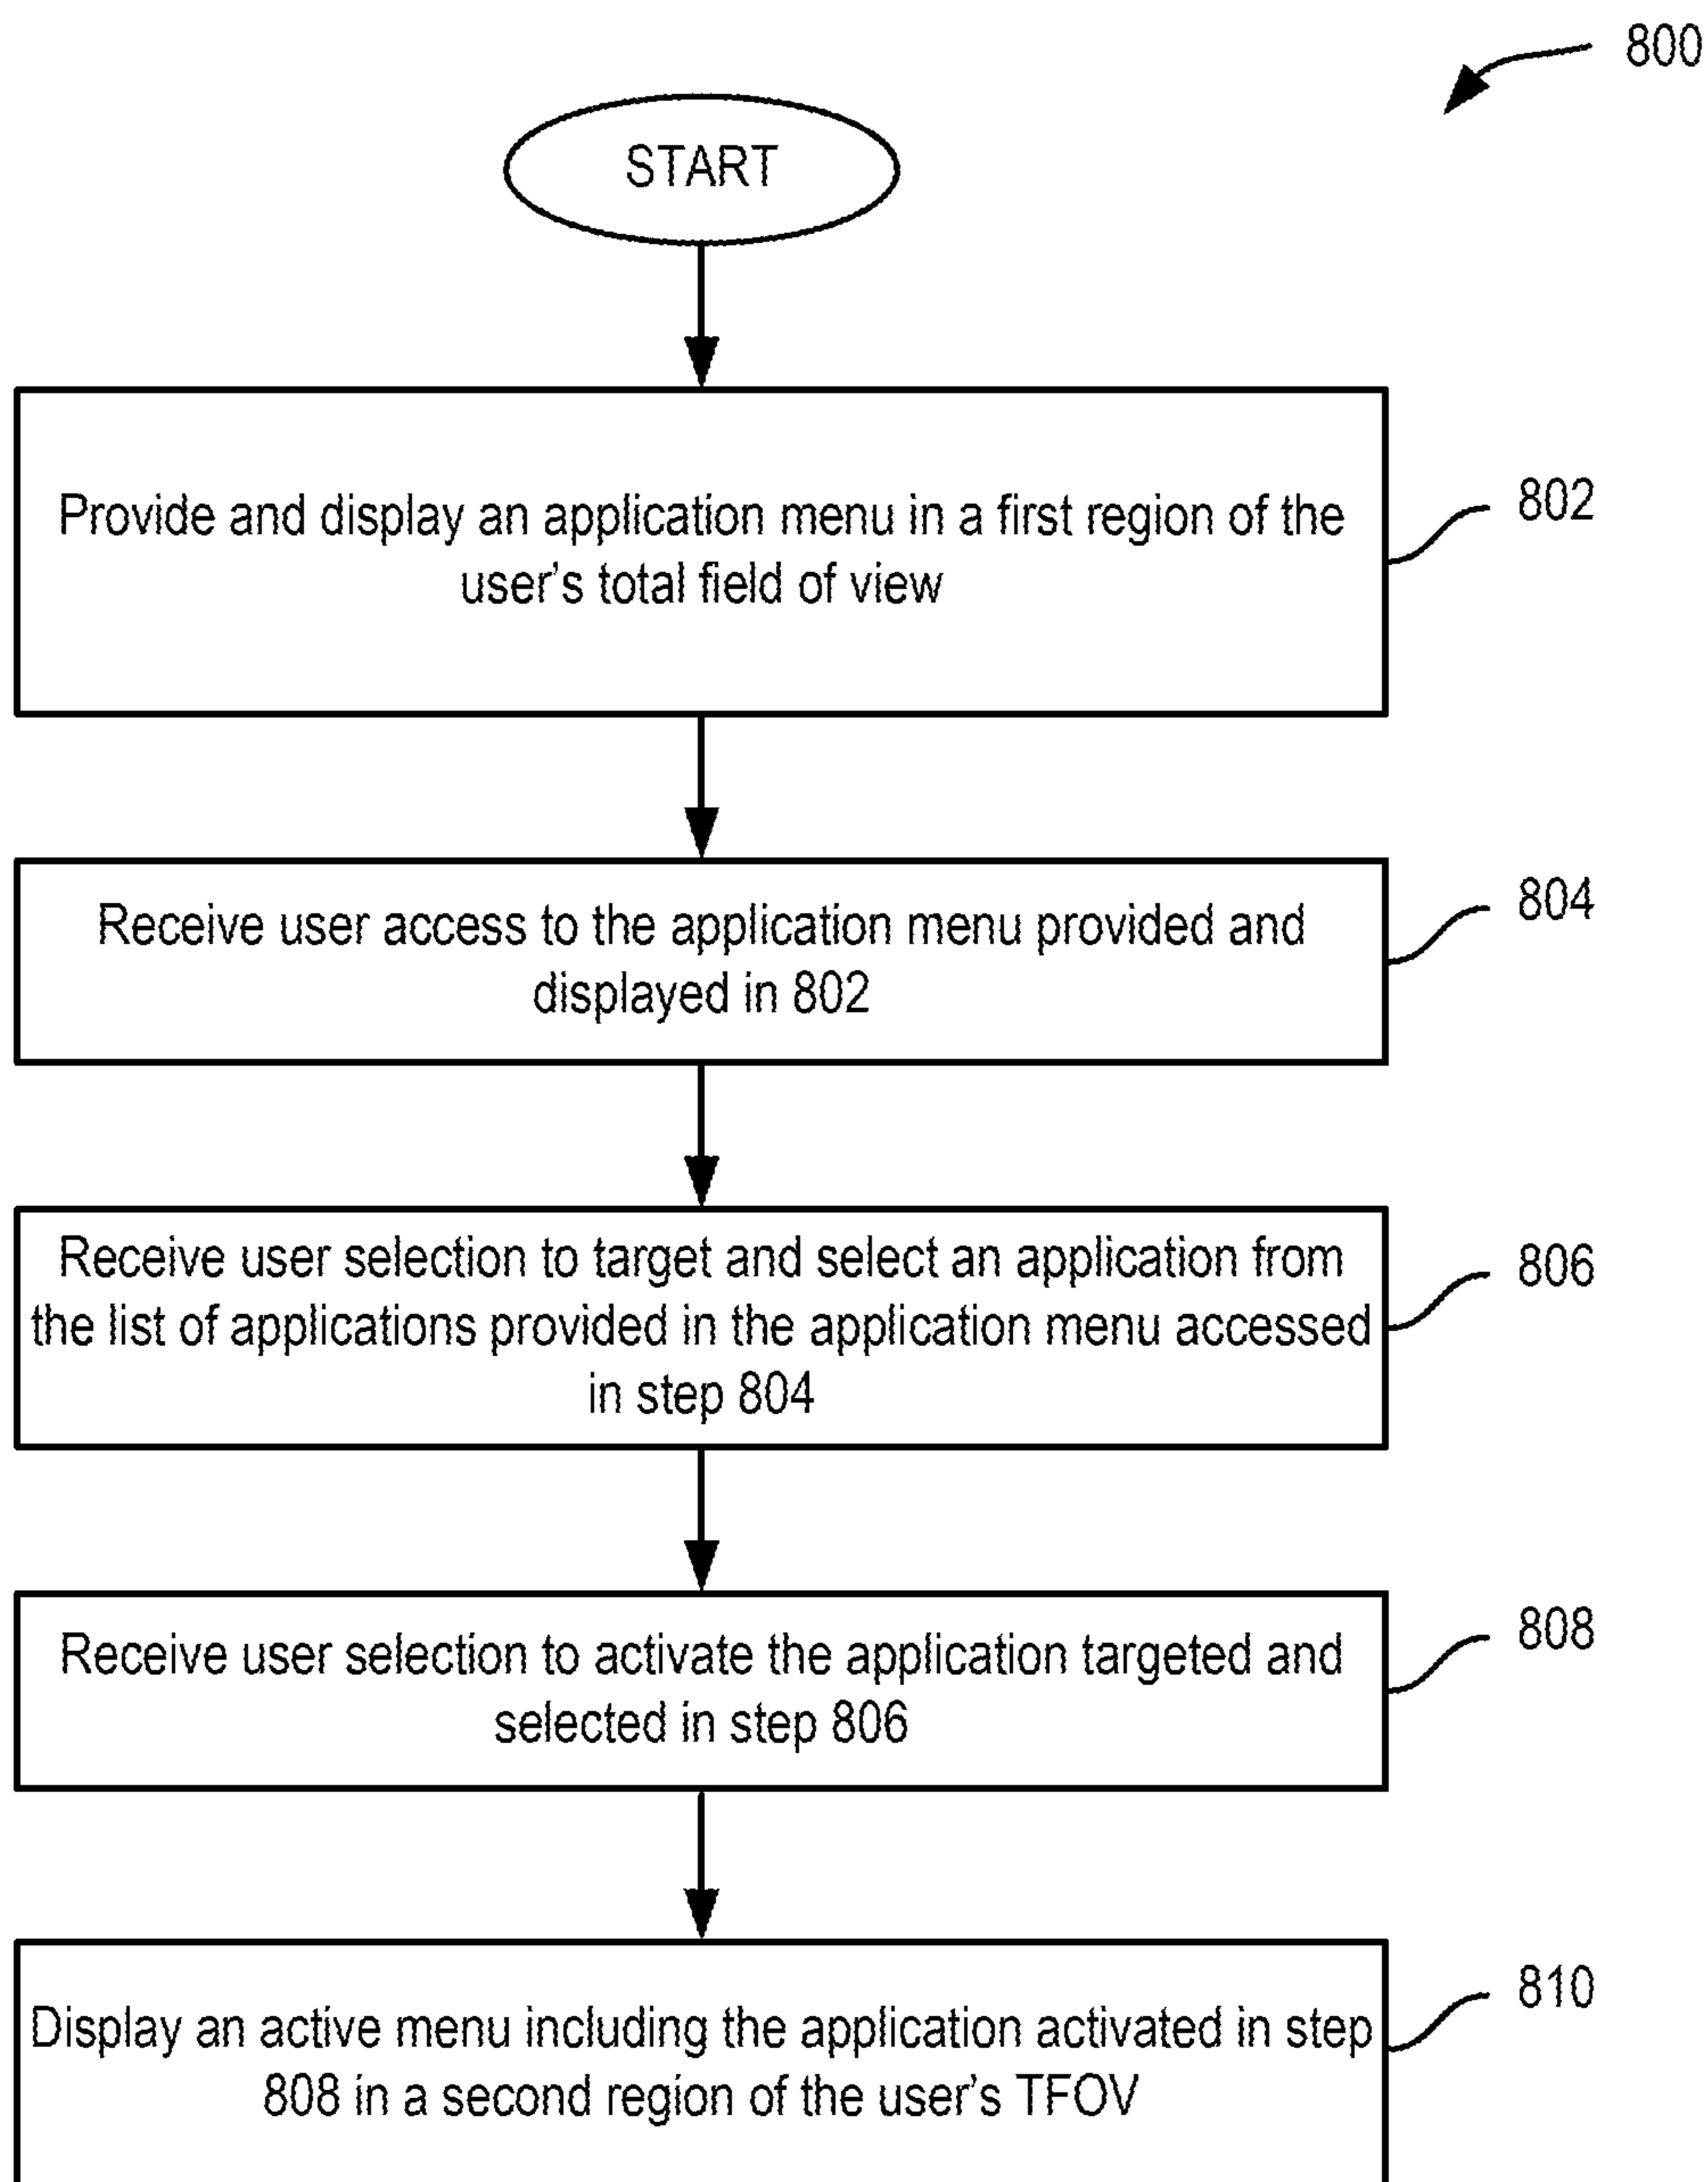 800
START
Provide and display an application menu in a first region of the
user's total field of view
802
Receive user access to the application menu provided and
displayed in 802
804
Receive user selection to target and select an application from
the list of applications provided in the application menu accessed
in step 804
806
Receive user selection to activate the application targeted and
selected in step 806
808
Display an active menu including the application activated in step
808 in a second region of the user's TFOV
810